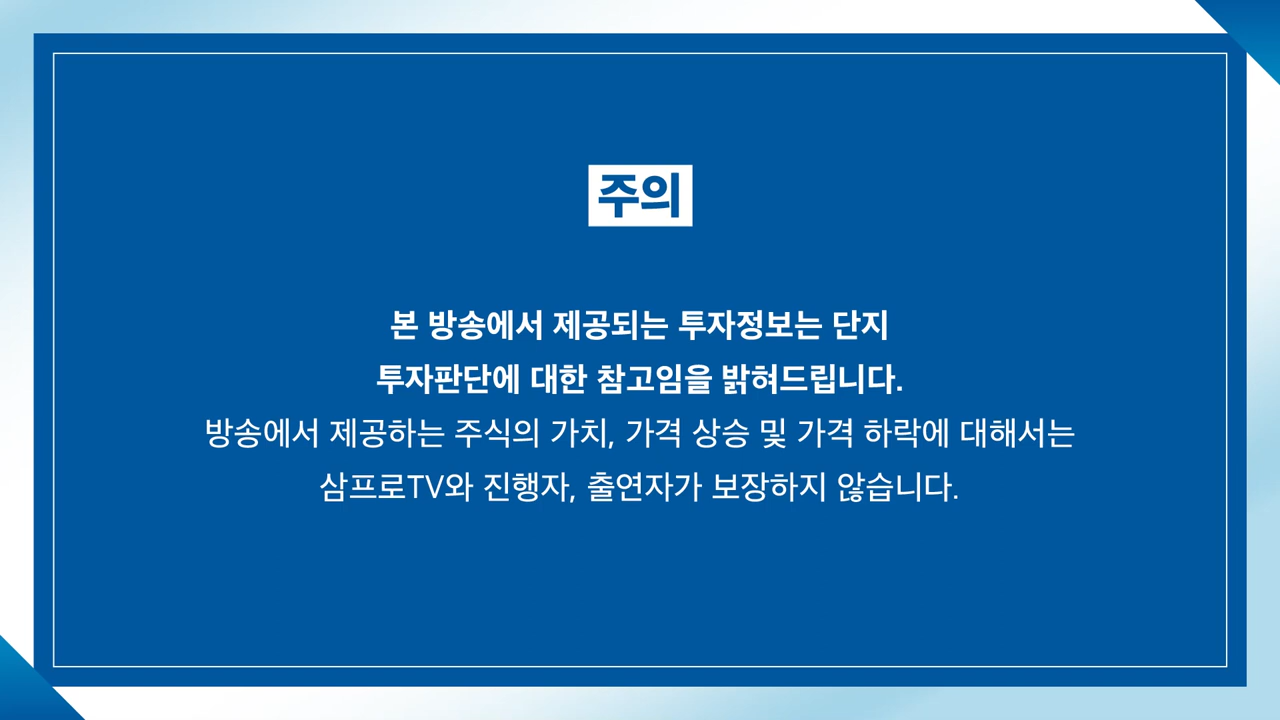 주의
본 방송에서 제공되는 투자정보는 단지
투자판단에 대한 참고임을 밝혀드립니다.
방송에서 제공하는 주식의 가치, 가격 상승 및 가격 하락에 대해서는
삼프로TV와 진행자, 출연자가 보장하지 않습니다.